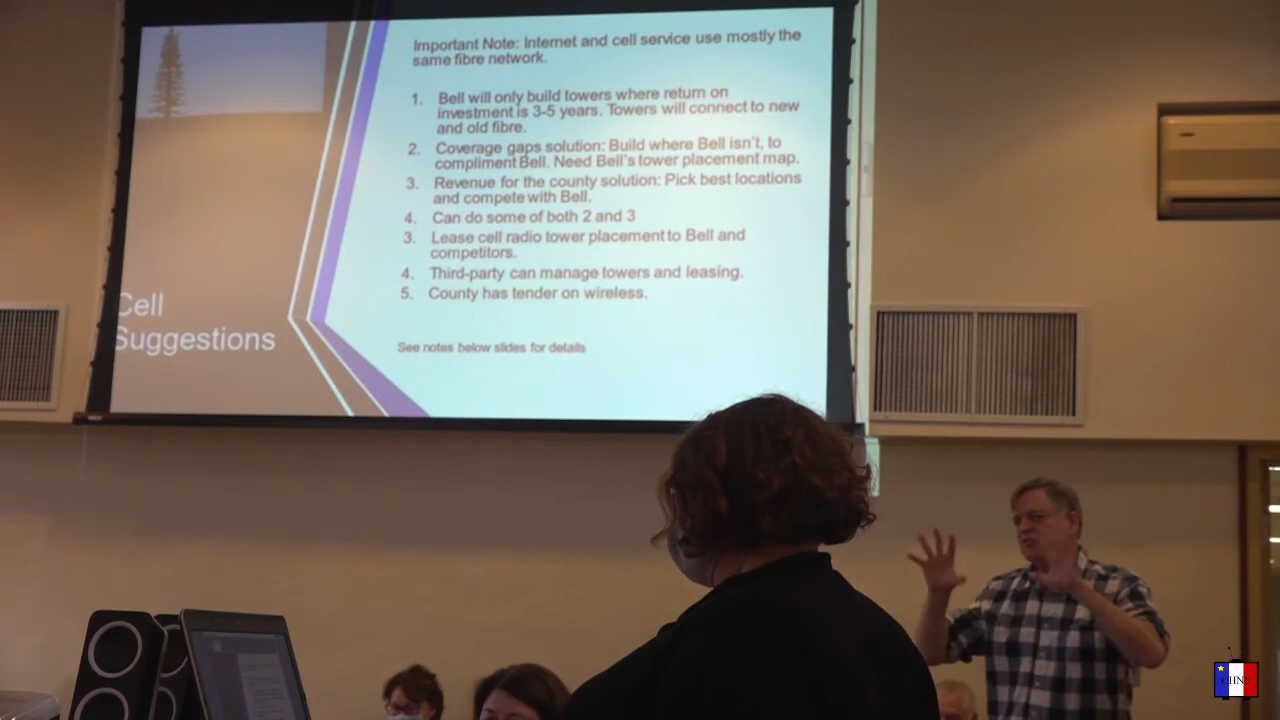 Important Note: Internet and cell service use mostly the
same fibre network.
1. Bell will only build towers where return on
investment is 3-5 years. Towers will connect to new
and old fibre.
2. Coverage gaps solution: Build where Bell isn't, to
compliment Bell. Need Bell's tower placement map.
3. Revenue for the county solution: Pick best locations
and compete with Bell.
4. Can do some of both 2 and 3
3. Lease cell radio tower placement to Bell and
competitors.
4. Third-party can manage towers and leasing.
5. County has tender on wireless.
See notes below slides for details
Cell
Suggestions